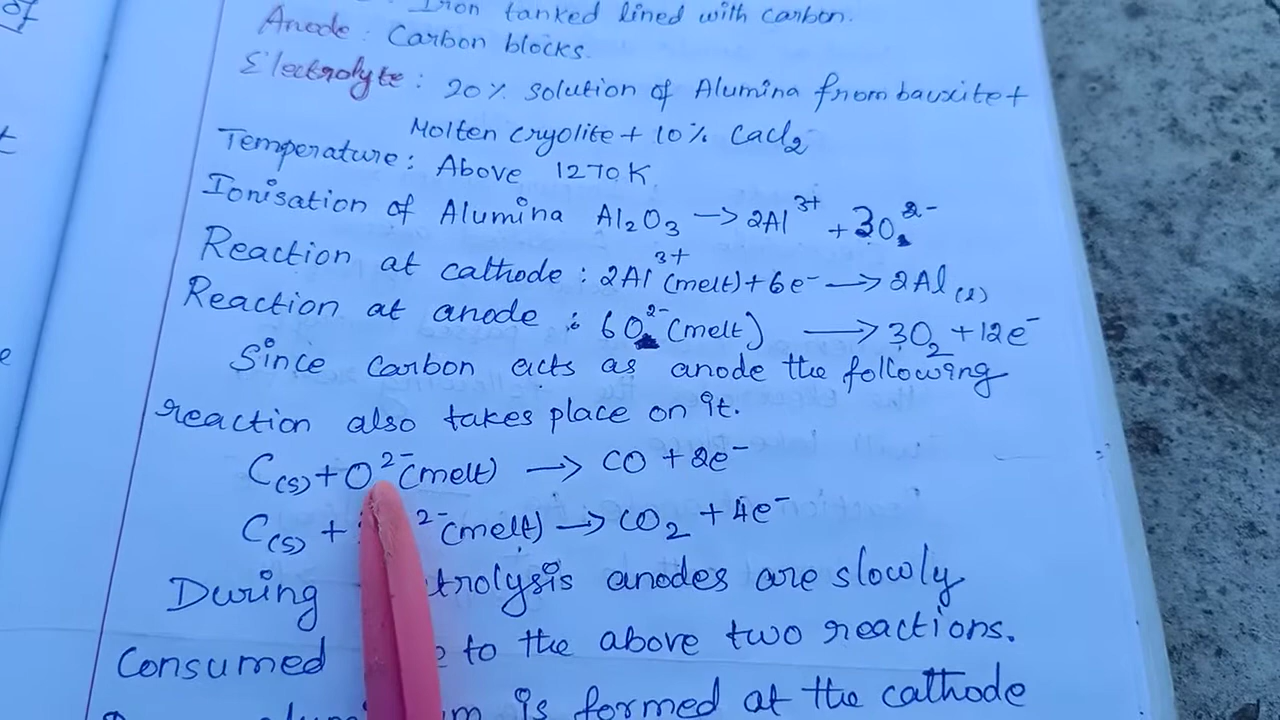 Iron tanked lined with carbon.
Anode: Carbon blocks.
Electrolyte: 20% solution of Alumina from bauxite +
Molten cryolite + 10% CaCl2
Temperature: Above 1270K
Ionisation of Alumina Al2O3 → 2Al3+ + 3O2-
Reaction at cathode: 2Al3+ (melt) + 6e- → 2Al (l)
Reaction at anode: 6O2- (melt) → 3O2 + 12e-
Since Carbon acts as anode the following
reaction also takes place on it.
C(s) + O2- (melt) → CO + 2e-
C(s) + 2- (melt) → CO2 + 4e-
During trolysis anodes are slowly
Consumed to the above two reactions.
is formed at the cathode